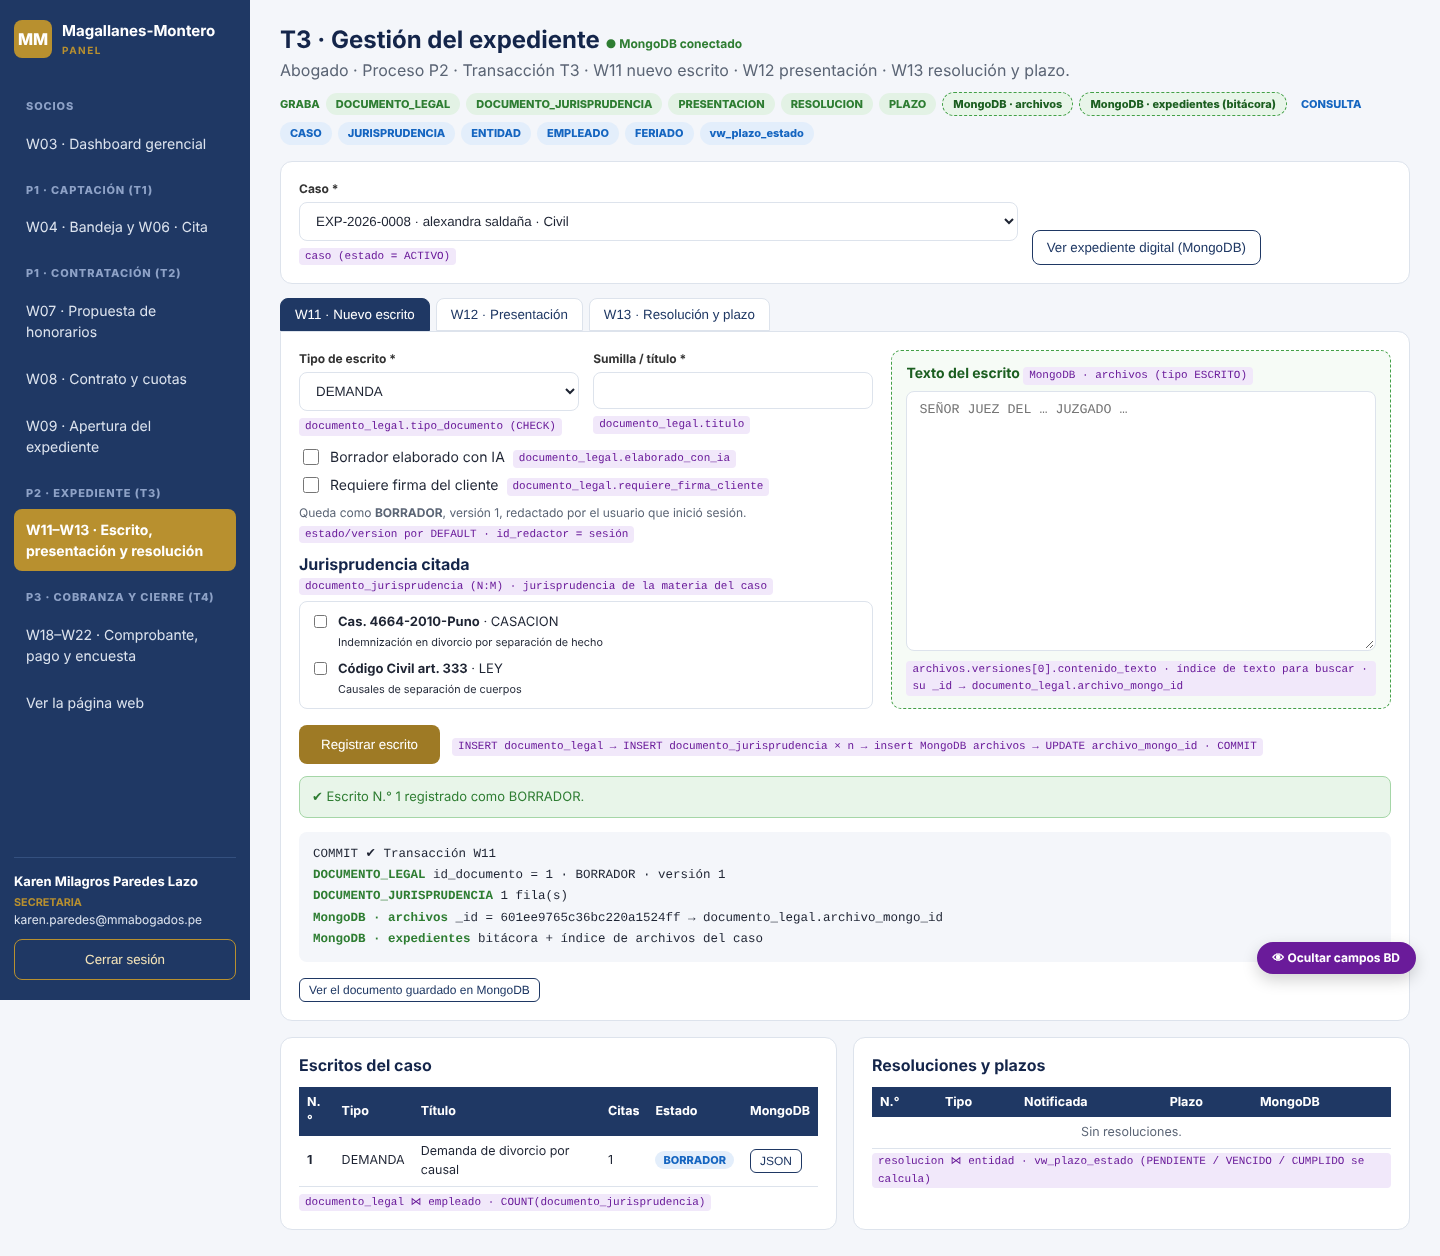 MM
Magallanes-Montero
PANEL
SOCIOS
W03 · Dashboard gerencial
P1 · CAPTACIÓN (T1)
W04 · Bandeja y W06 · Cita
P1 · CONTRATACIÓN (T2)
W07 · Propuesta de
honorarios
W08 · Contrato y cuotas
W09 · Apertura del
expediente
P2 · EXPEDIENTE (T3)
W11–W13 · Escrito,
presentación y resolución
P3 · COBRANZA Y CIERRE (T4)
W18–W22 · Comprobante,
pago y encuesta
Ver la página web
Karen Milagros Paredes Lazo
SECRETARIA
karen.paredes@mmabogados.pe
Cerrar sesión
T3 · Gestión del expediente ● MongoDB conectado
Abogado · Proceso P2 · Transacción T3 · W11 nuevo escrito · W12 presentación · W13 resolución y plazo.
GRABA DOCUMENTO_LEGAL DOCUMENTO_JURISPRUDENCIA PRESENTACION RESOLUCION PLAZO MongoDB · archivos MongoDB · expedientes (bitácora) CONSULTA
CASO JURISPRUDENCIA ENTIDAD EMPLEADO FERIADO vw_plazo_estado
Caso *
EXP-2026-0008 · alexandra saldaña · Civil
caso (estado = ACTIVO)
Ver expediente digital (MongoDB)
W11 · Nuevo escrito W12 · Presentación W13 · Resolución y plazo
Tipo de escrito * Sumilla / título *
DEMANDA
documento_legal.tipo_documento (CHECK) documento_legal.titulo
Borrador elaborado con IA documento_legal.elaborado_con_ia
Requiere firma del cliente documento_legal.requiere_firma_cliente
Queda como BORRADOR, versión 1, redactado por el usuario que inició sesión.
estado/version por DEFAULT · id_redactor = sesión
Jurisprudencia citada
documento_jurisprudencia (N:M) · jurisprudencia de la materia del caso
Cas. 4664-2010-Puno · CASACION
Indemnización en divorcio por separación de hecho
Código Civil art. 333 · LEY
Causales de separación de cuerpos
Texto del escrito MongoDB · archivos (tipo ESCRITO)
SEÑOR JUEZ DEL … JUZGADO …
archivos.versiones[0].contenido_texto · índice de texto para buscar ·
su _id → documento_legal.archivo_mongo_id
Registrar escrito INSERT documento_legal → INSERT documento_jurisprudencia × n → insert MongoDB archivos → UPDATE archivo_mongo_id · COMMIT
✔ Escrito N.° 1 registrado como BORRADOR.
COMMIT ✔ Transacción W11
DOCUMENTO_LEGAL id_documento = 1 · BORRADOR · versión 1
DOCUMENTO_JURISPRUDENCIA 1 fila(s)
MongoDB · archivos _id = 601ee9765c36bc220a1524ff → documento_legal.archivo_mongo_id
MongoDB · expedientes bitácora + índice de archivos del caso
👁 Ocultar campos BD
Ver el documento guardado en MongoDB
Escritos del caso
N.° Tipo Título Citas Estado MongoDB
1 DEMANDA Demanda de divorcio por causal 1 BORRADOR JSON
documento_legal ⋈ empleado · COUNT(documento_jurisprudencia)
Resoluciones y plazos
N.° Tipo Notificada Plazo MongoDB
Sin resoluciones.
resolucion ⋈ entidad · vw_plazo_estado (PENDIENTE / VENCIDO / CUMPLIDO se
calcula)